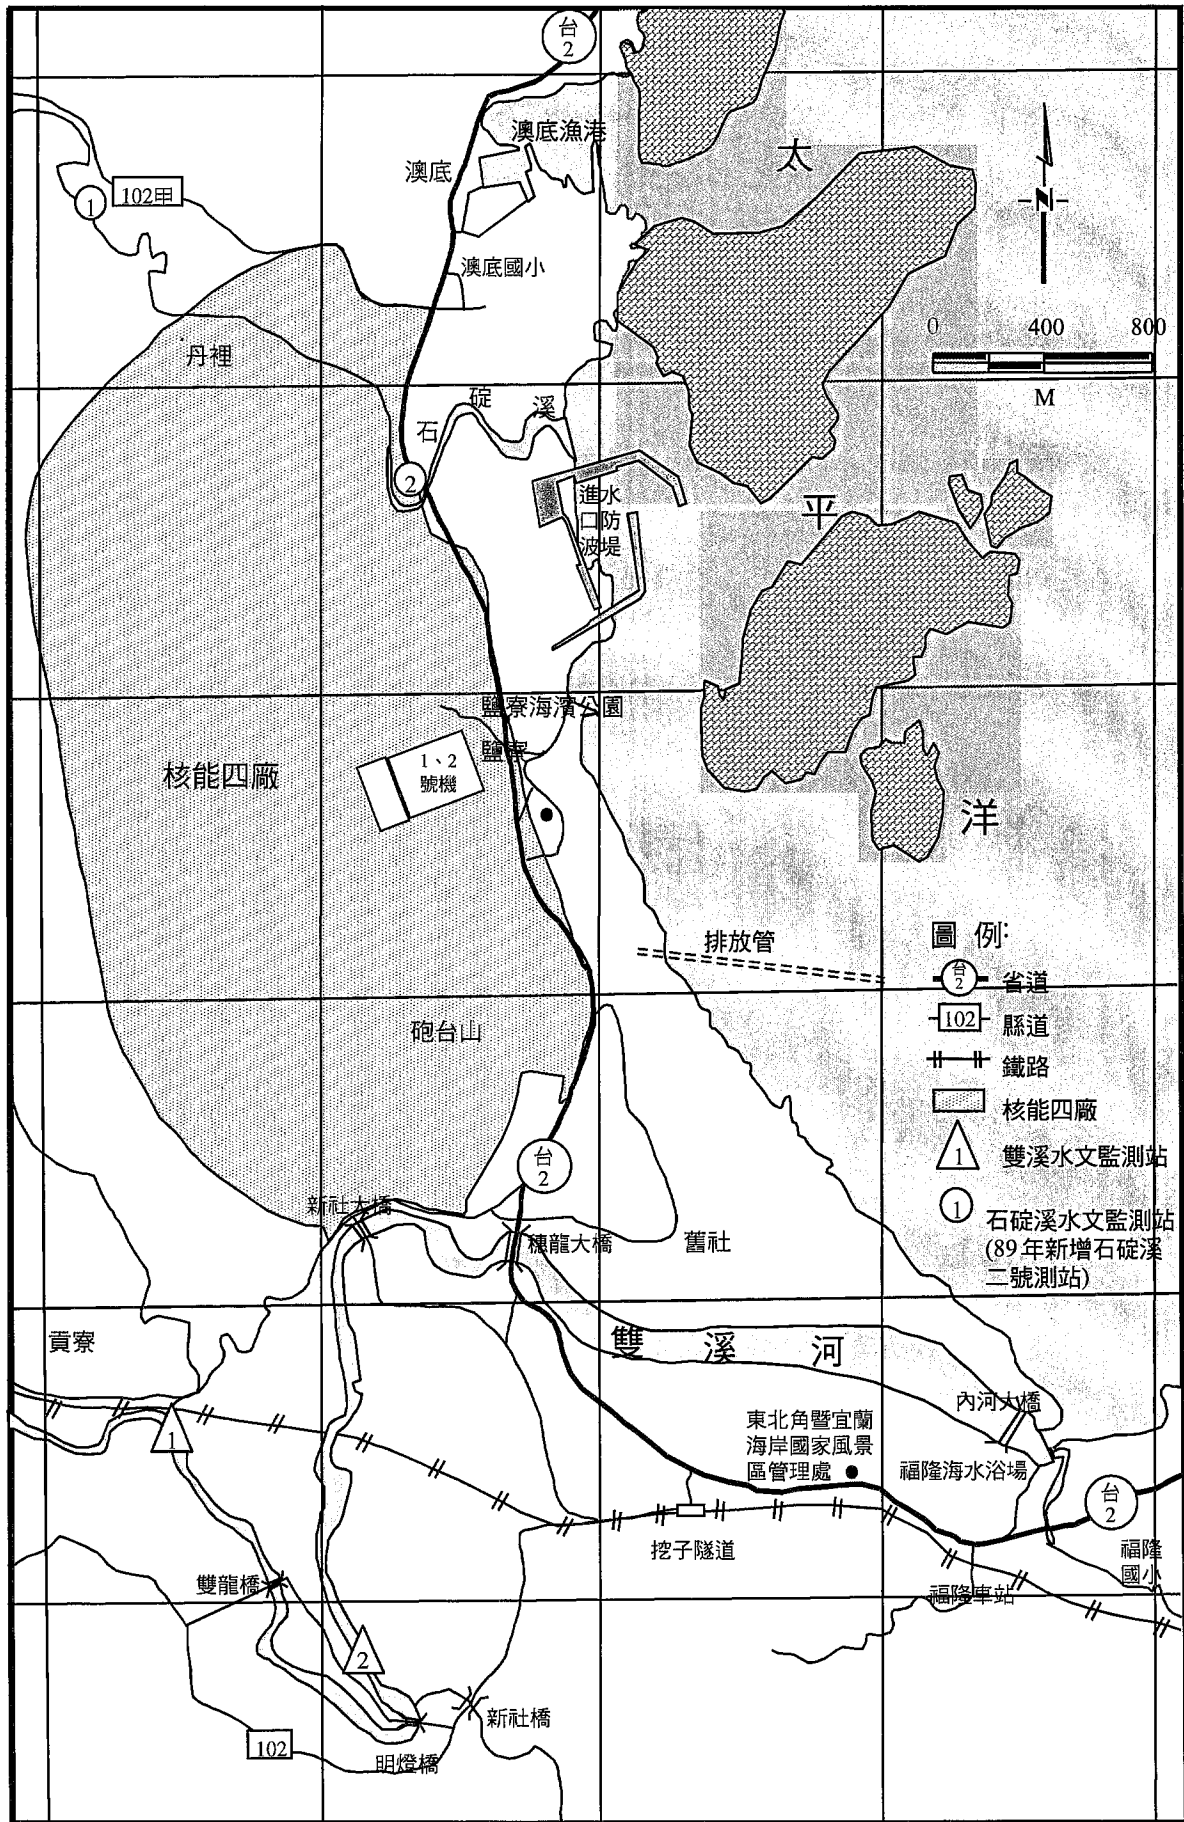 台
2
澳底漁港
太
澳底
102甲
1
N
澳底國小
0 400 800
M
丹裡
石 碇 溪
2
進水
口防
波堤
平
鹽寮海濱公園
鹽寮
1、2
號機
核能四廠
洋
排放管
圖 例:
台
2
省道
102
縣道
鐵路
核能四廠
1
雙溪水文監測站
1
石碇溪水文監測站
(89年新增石碇溪
二號測站)
砲台山
台
2
新社大橋
穗龍大橋
舊社
貢寮
雙 溪 河
內河大橋
東北角暨宜蘭
海岸國家風景
區管理處
福隆海水浴場
台
2
1
挖子隧道
福隆
國小
雙龍橋
福隆車站
2
新社橋
102
明燈橋